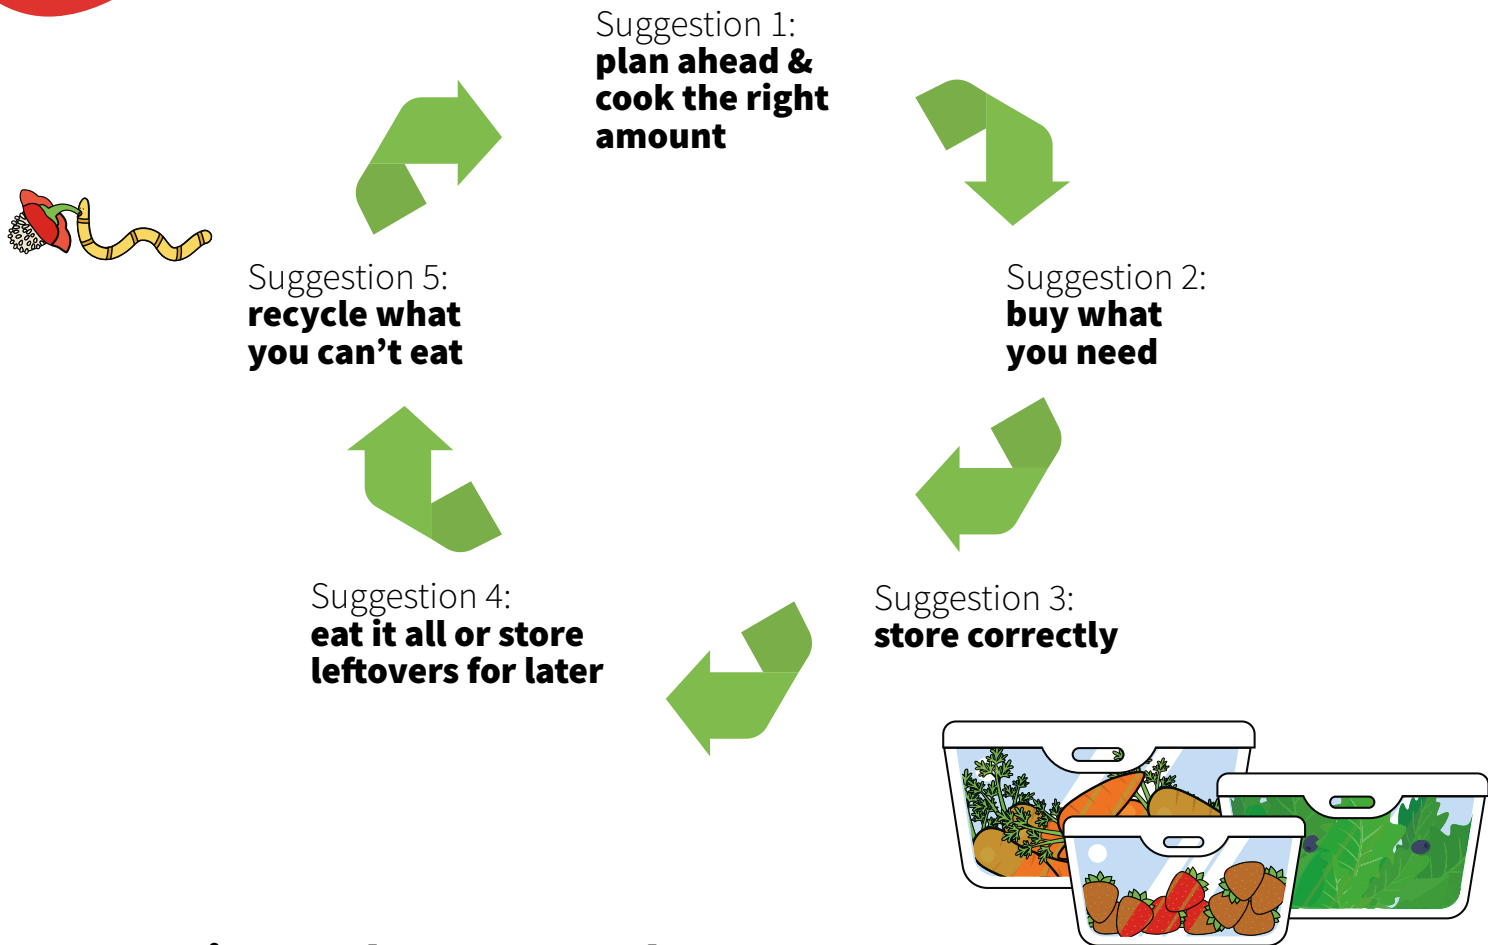 Suggestion 1:
plan ahead &
cook the right
amount
Suggestion 2:
buy what
you need
Suggestion 3:
store correctly
Suggestion 4:
eat it all or store
leftovers for later
Suggestion 5:
recycle what
you can’t eat